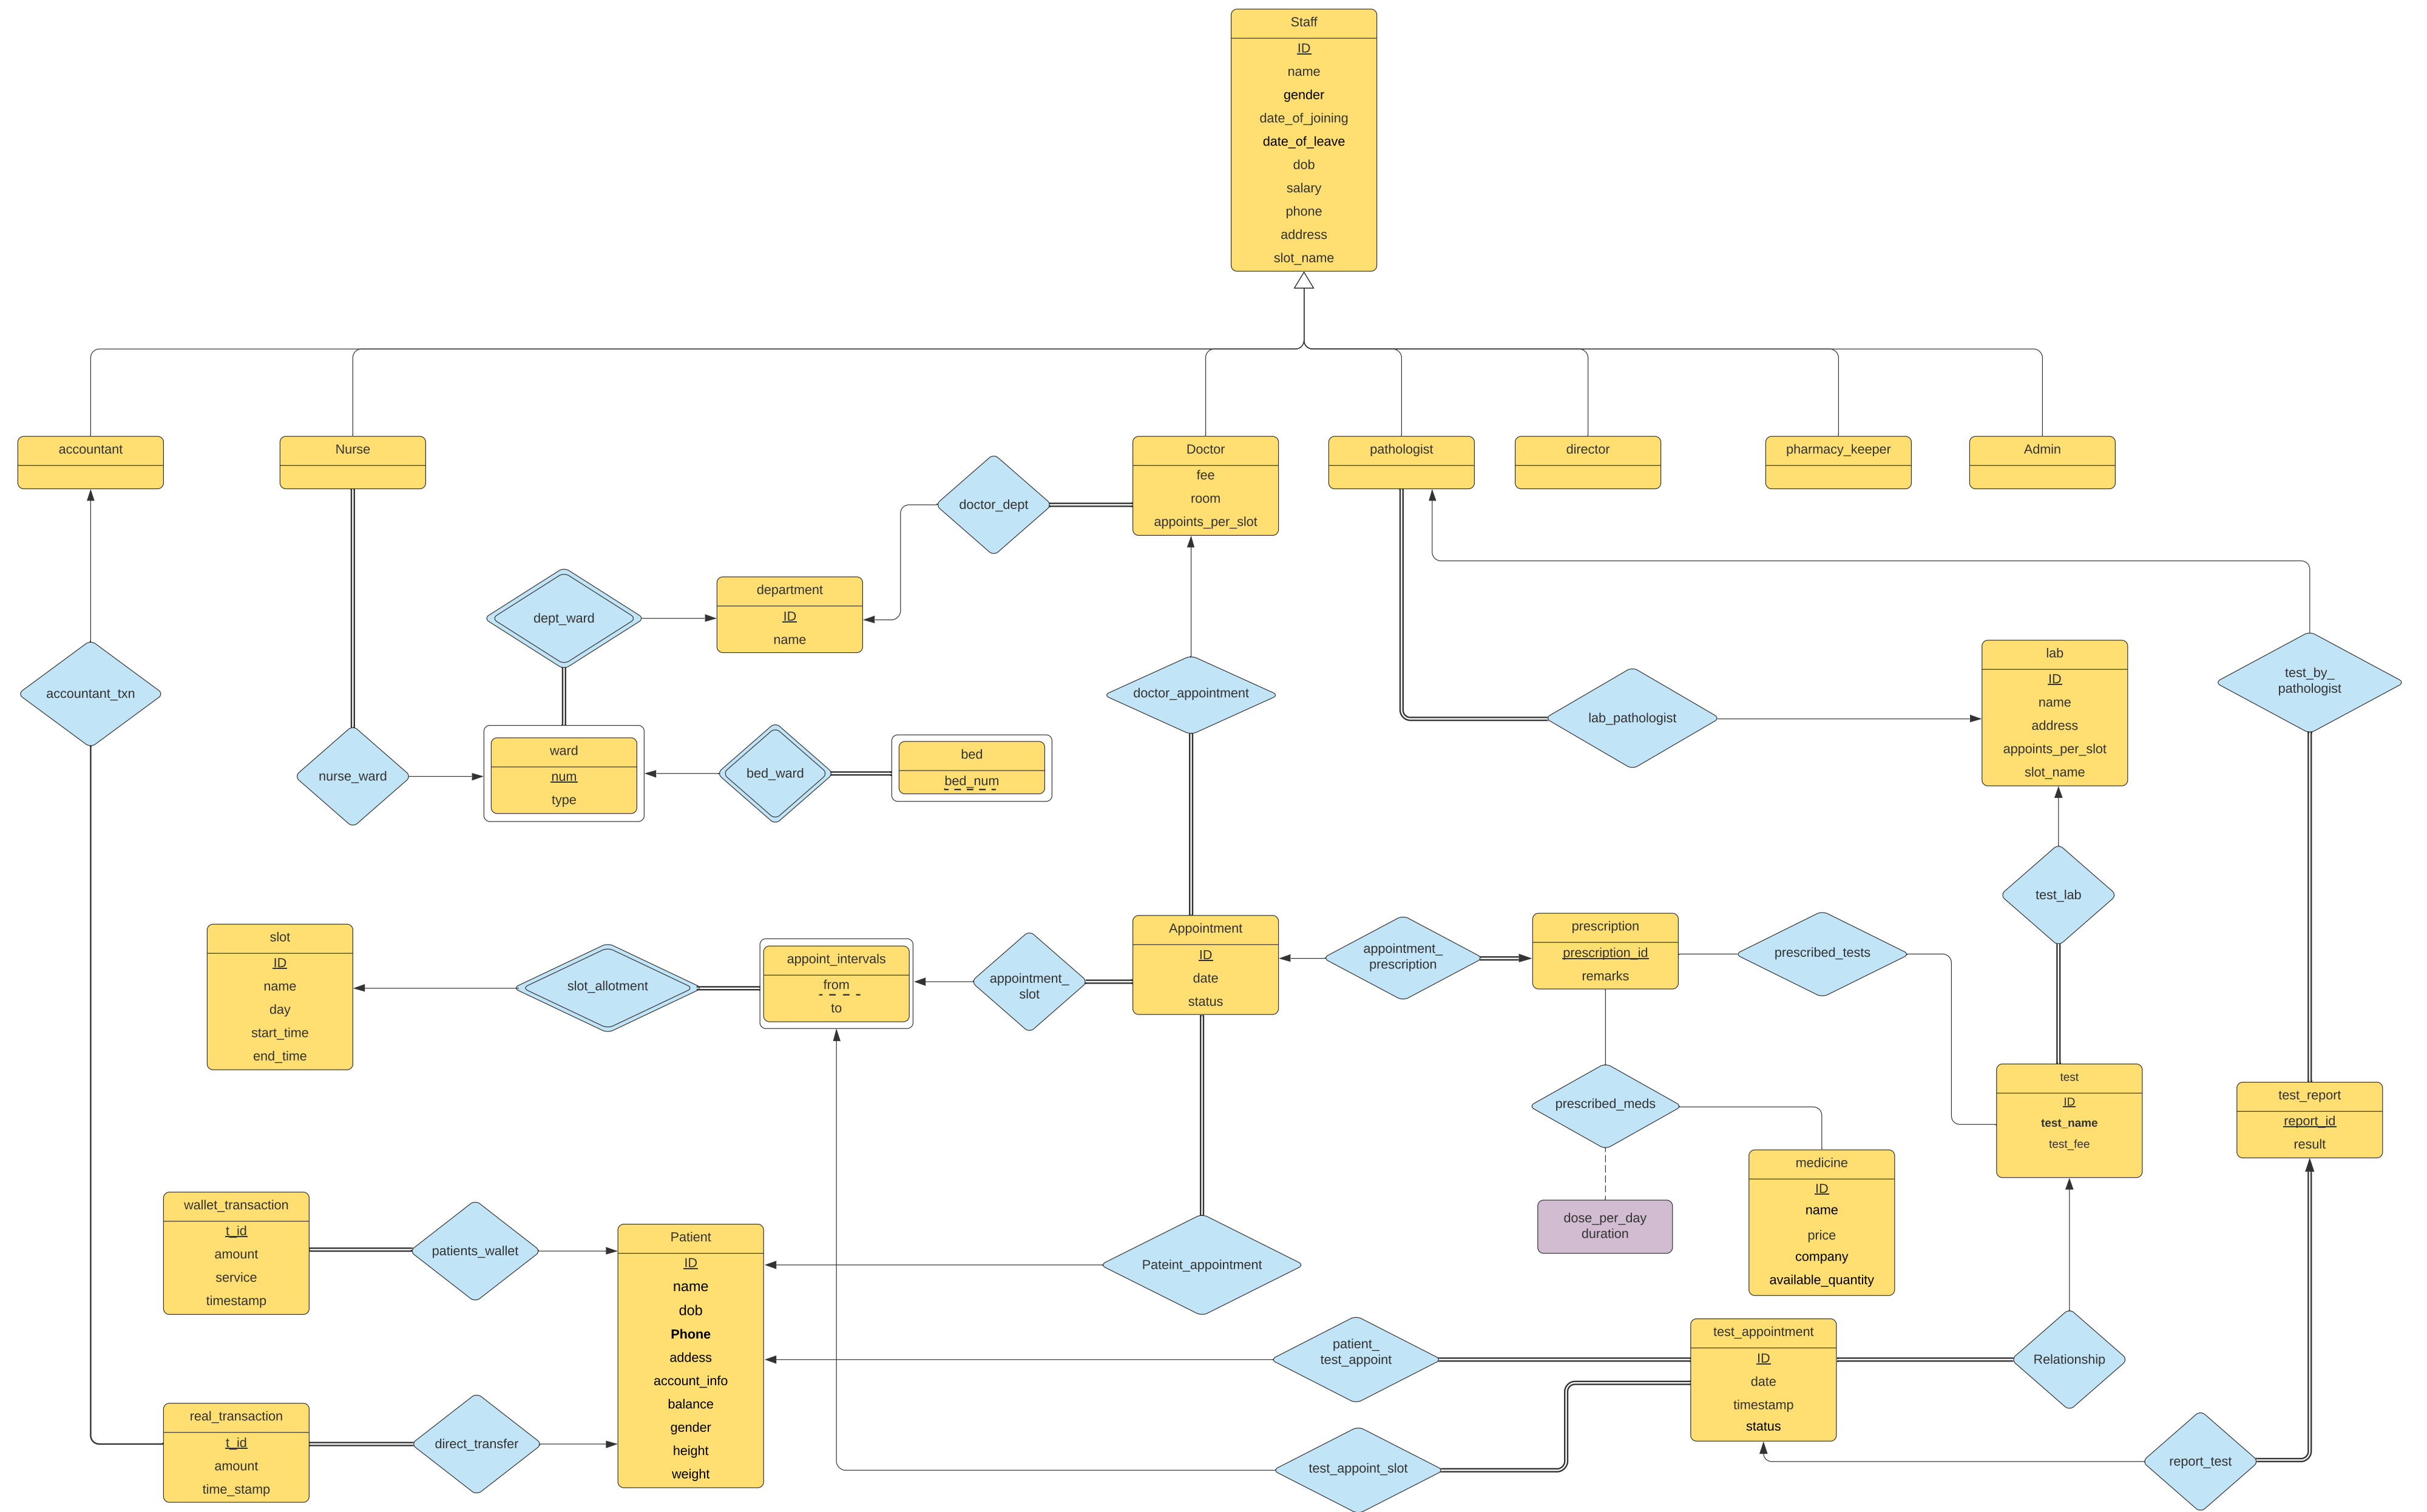 Staff
ID
name
gender
date_of_joining
date_of_leave
dob
salary
phone
address
slot_name
accountant
Nurse
Doctor
fee
room
appoints_per_slot
pathologist
director
pharmacy_keeper
Admin
doctor_dept
dept_ward
department
ID
name
accountant_txn
doctor_appointment
lab_pathologist
lab
ID
name
address
appoints_per_slot
slot_name
test_by_
pathologist
nurse_ward
ward
num
type
bed_ward
bed
bed_num
test_lab
slot
ID
name
day
start_time
end_time
slot_allotment
appoint_intervals
from
to
appointment_
slot
Appointment
ID
date
status
appointment_
prescription
prescription
prescription_id
remarks
prescribed_tests
prescribed_meds
test
ID
test_name
test_fee
test_report
report_id
result
medicine
ID
name
price
company
available_quantity
dose_per_day
duration
wallet_transaction
t_id
amount
service
timestamp
patients_wallet
Patient
ID
name
dob
Phone
addess
account_info
balance
gender
height
weight
Pateint_appointment
patient_
test_appoint
test_appointment
ID
date
timestamp
status
Relationship
real_transaction
t_id
amount
time_stamp
direct_transfer
test_appoint_slot
report_test